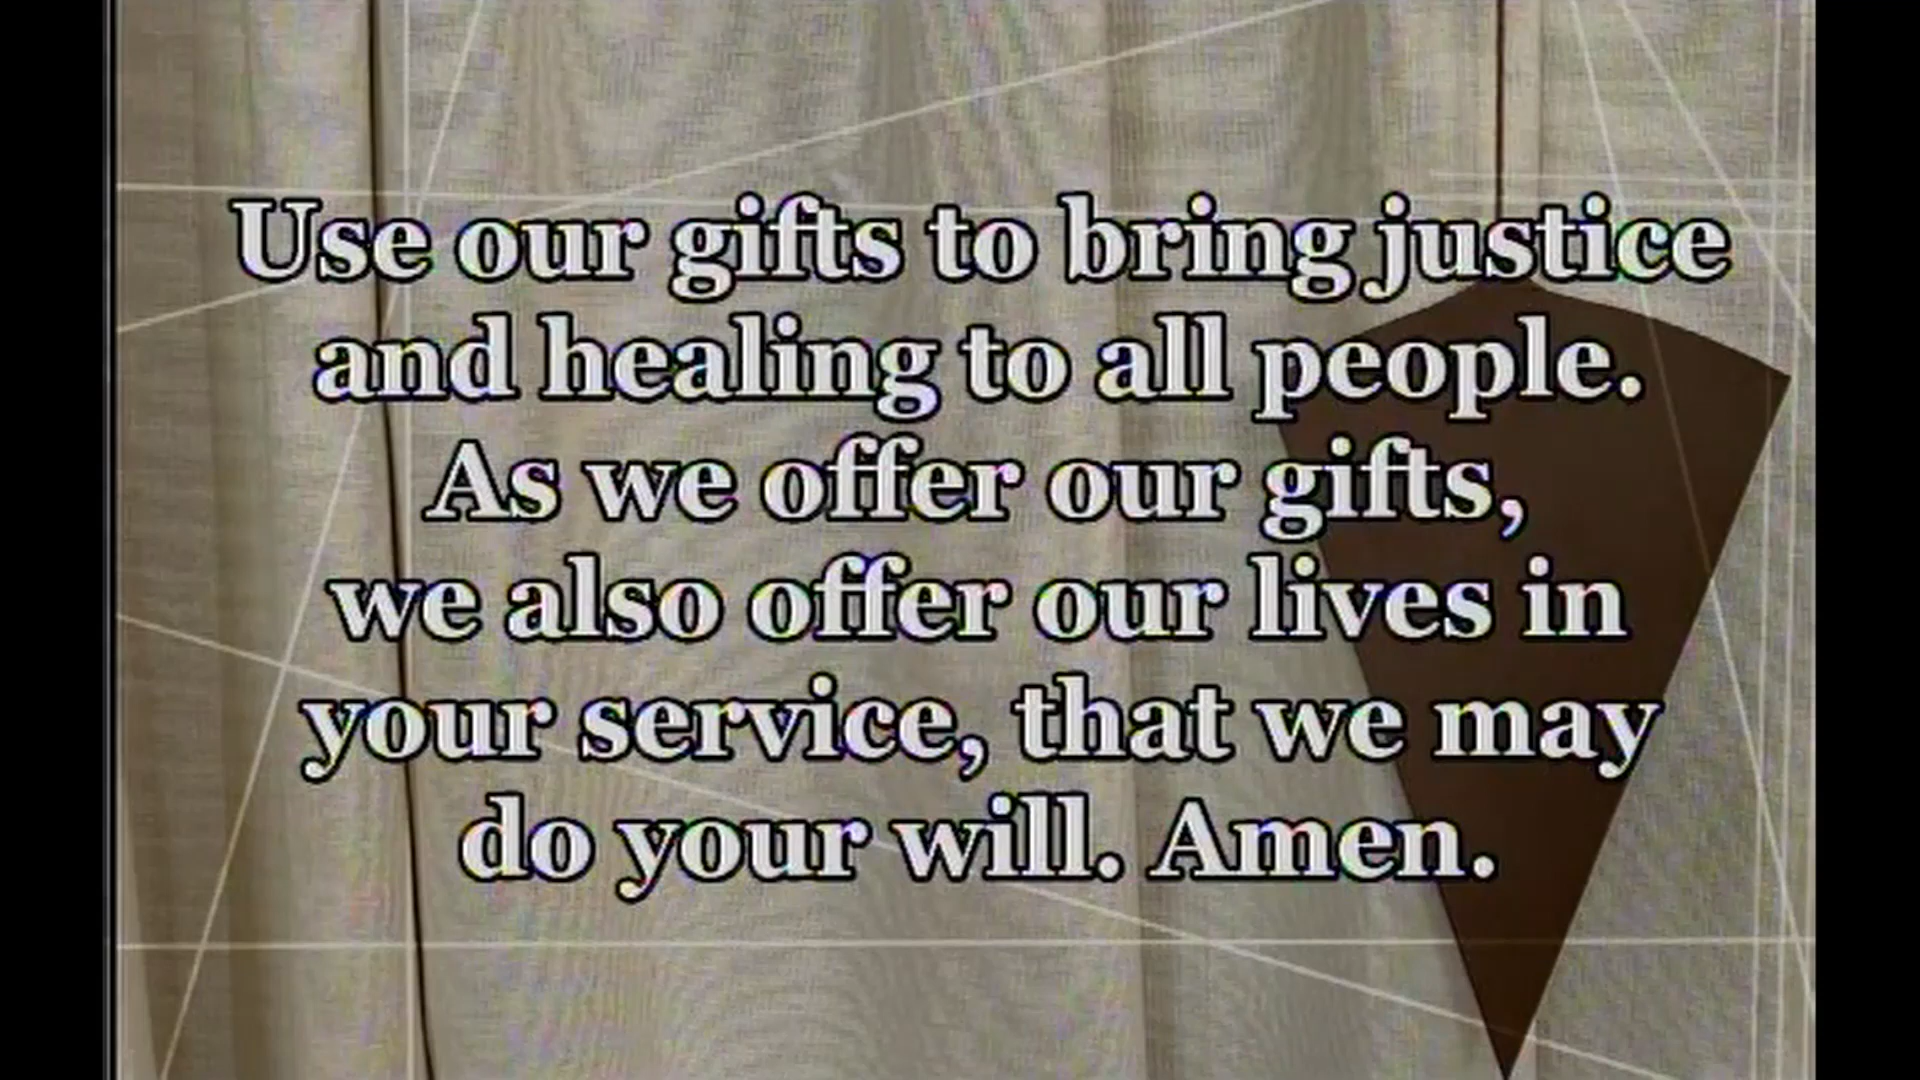 Use our gifts to bring justice
and healing to all people.
As we offer our gifts,
we also offer our lives in
your service, that we may
do your will. Amen.